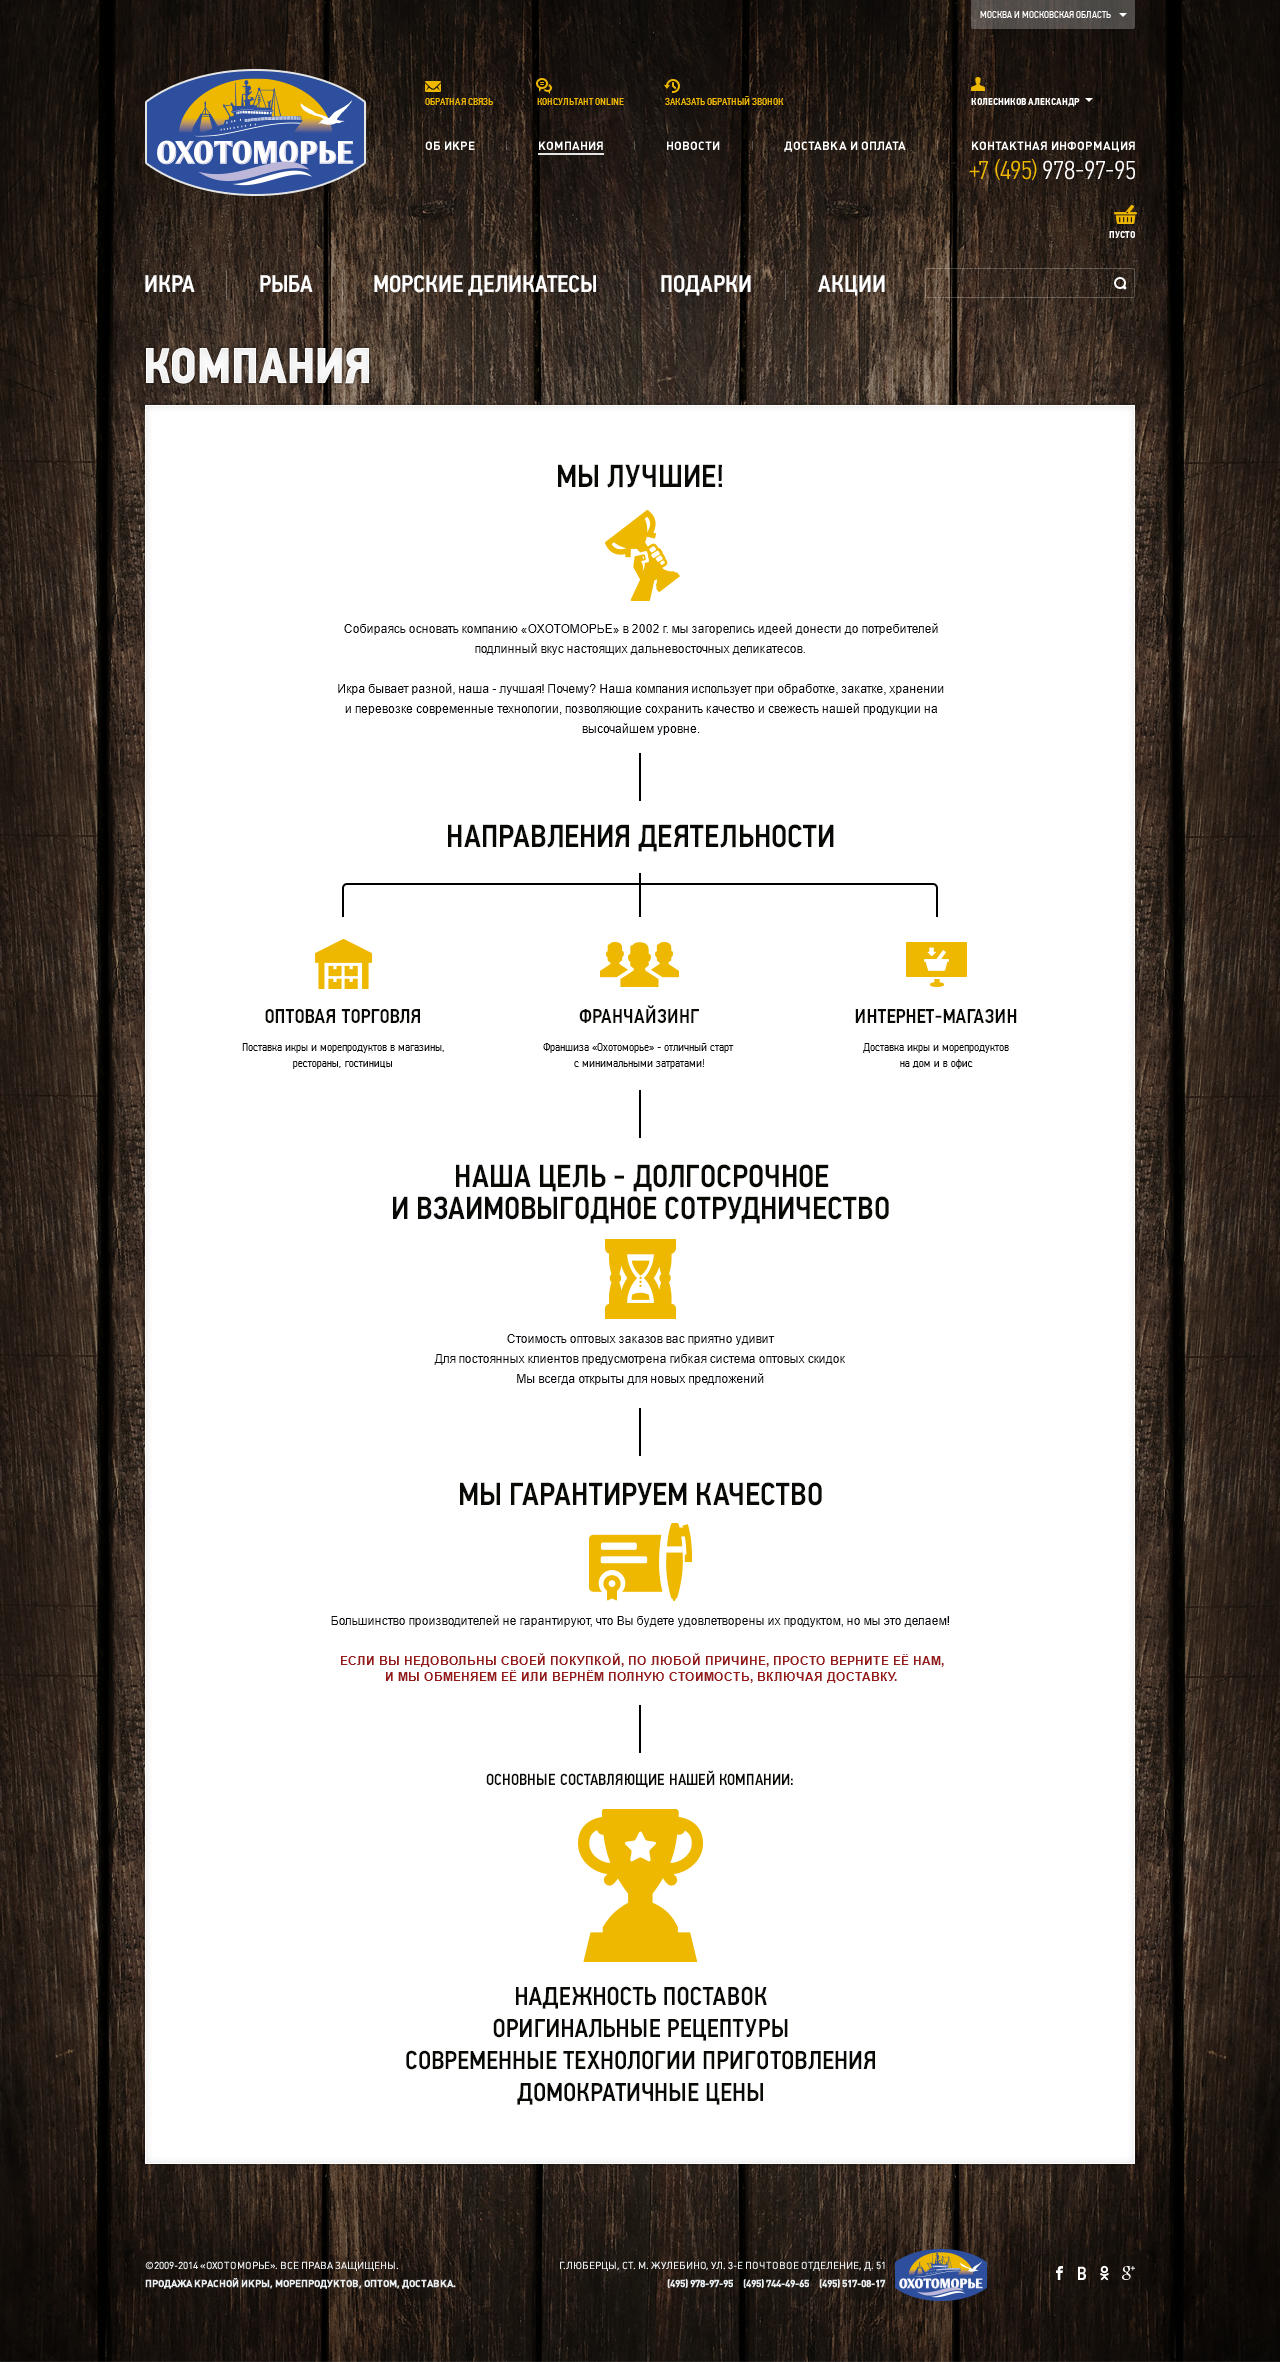 МОСКВА И МОСКОВСКАЯ ОБЛАСТЬ
ОХОТОМОРЬЕ
ОБРАТНАЯ СВЯЗЬ
КОНСУЛЬТАНТ ONLINE
ЗАКАЗАТЬ ОБРАТНЫЙ ЗВОНОК
КОЛЕСНИКОВ АЛЕКСАНДР
ОБ ИКРЕ
КОМПАНИЯ
НОВОСТИ
ДОСТАВКА И ОПЛАТА
КОНТАКТНАЯ ИНФОРМАЦИЯ
+7 (495) 978-97-95
ПУСТО
ИКРА
РЫБА
МОРСКИЕ ДЕЛИКАТЕСЫ
ПОДАРКИ
АКЦИИ
КОМПАНИЯ
МЫ ЛУЧШИЕ!
Собираясь основать компанию «ОХОТОМОРЬЕ» в 2002 г. мы загорелись идеей донести до потребителей
подлинный вкус настоящих дальневосточных деликатесов.
Икра бывает разной, наша - лучшая! Почему? Наша компания использует при обработке, закатке, хранении
и перевозке современные технологии, позволяющие сохранить качество и свежесть нашей продукции на
высочайшем уровне.
НАПРАВЛЕНИЯ ДЕЯТЕЛЬНОСТИ
ОПТОВАЯ ТОРГОВЛЯ
Поставка икры и морепродуктов в магазины,
рестораны, гостиницы
ФРАНЧАЙЗИНГ
Франшиза «Охотоморье» - отличный старт
с минимальными затратами!
ИНТЕРНЕТ-МАГАЗИН
Доставка икры и морепродуктов
на дом и в офис
НАША ЦЕЛЬ - ДОЛГОСРОЧНОЕ
И ВЗАИМОВЫГОДНОЕ СОТРУДНИЧЕСТВО
Стоимость оптовых заказов вас приятно удивит
Для постоянных клиентов предусмотрена гибкая система оптовых скидок
Мы всегда открыты для новых предложений
МЫ ГАРАНТИРУЕМ КАЧЕСТВО
Большинство производителей не гарантируют, что Вы будете удовлетворены их продуктом, но мы это делаем!
ЕСЛИ ВЫ НЕДОВОЛЬНЫ СВОЕЙ ПОКУПКОЙ, ПО ЛЮБОЙ ПРИЧИНЕ, ПРОСТО ВЕРНИТЕ ЕЁ НАМ,
И МЫ ОБМЕНЯЕМ ЕЁ ИЛИ ВЕРНЁМ ПОЛНУЮ СТОИМОСТЬ, ВКЛЮЧАЯ ДОСТАВКУ.
ОСНОВНЫЕ СОСТАВЛЯЮЩИЕ НАШЕЙ КОМПАНИИ:
НАДЕЖНОСТЬ ПОСТАВОК
ОРИГИНАЛЬНЫЕ РЕЦЕПТУРЫ
СОВРЕМЕННЫЕ ТЕХНОЛОГИИ ПРИГОТОВЛЕНИЯ
ДОМОКРАТИЧНЫЕ ЦЕНЫ
©2009-2014 «ОХОТОМОРЬЕ». ВСЕ ПРАВА ЗАЩИЩЕНЫ.
ПРОДАЖА КРАСНОЙ ИКРЫ, МОРЕПРОДУКТОВ, ОПТОМ, ДОСТАВКА.
Г.ЛЮБЕРЦЫ, СТ. М. ЖУЛЕБИНО, УЛ. 3-Е ПОЧТОВОЕ ОТДЕЛЕНИЕ, Д. 51
(495) 978-97-95 (495) 744-49-65 (495) 517-08-17
ОХОТОМОРЬЕ